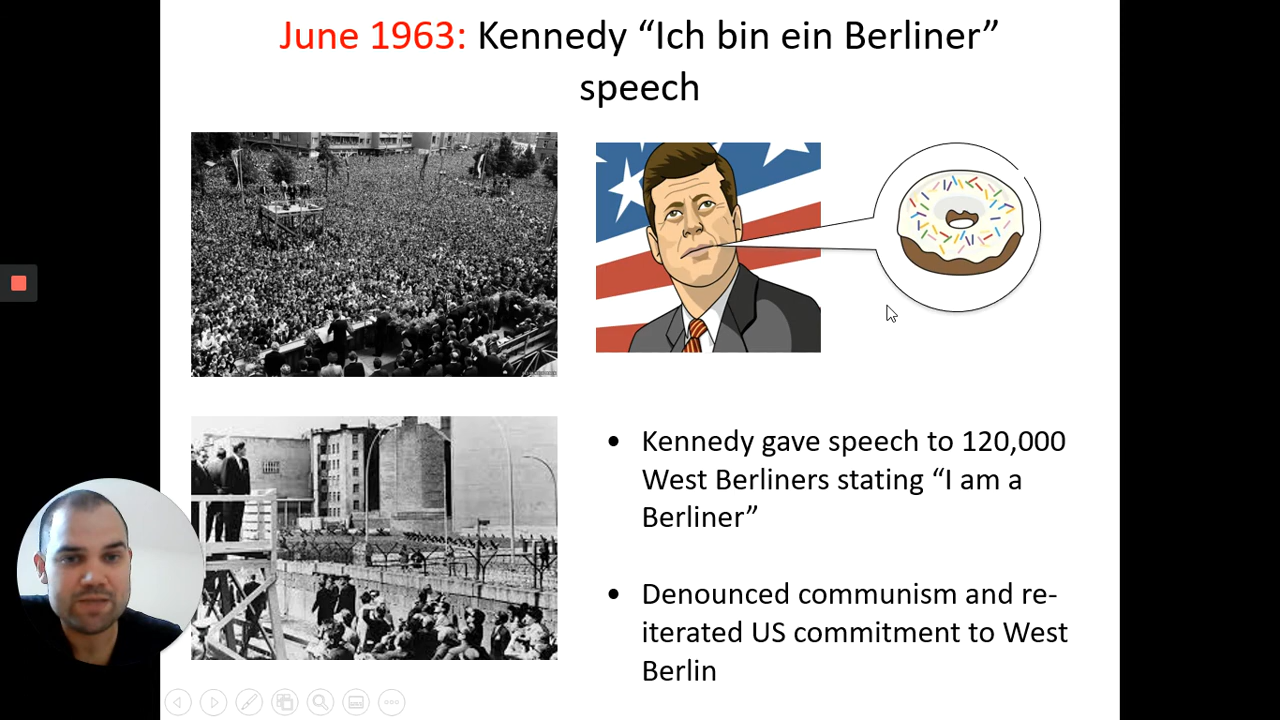 June 1963: Kennedy “Ich bin ein Berliner”
speech
• Kennedy gave speech to 120,000
West Berliners stating “I am a
Berliner”
• Denounced communism and re-
iterated US commitment to West
Berlin